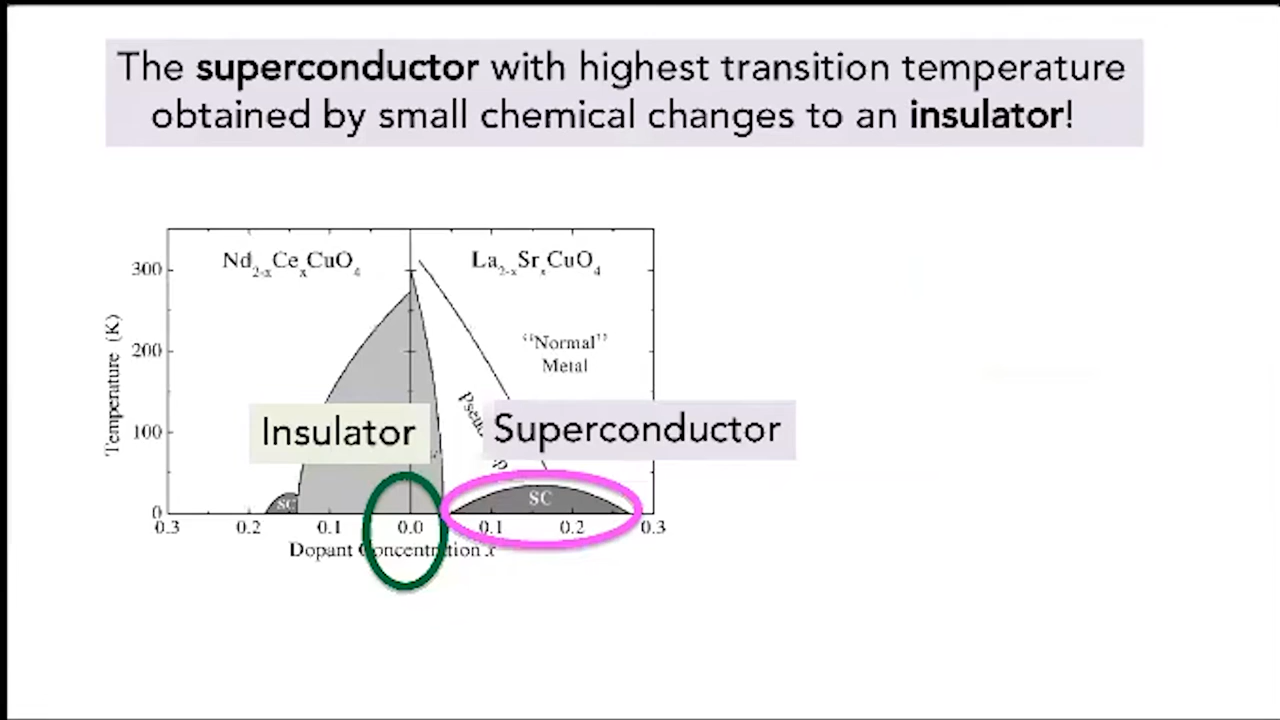 The superconductor with highest transition temperature
obtained by small chemical changes to an insulator!
Nd2-xCexCuO4
La2-xSrxCuO4
300
200
100
0
Temperature (K)
"Normal"
Metal
Insulator
Superconductor
SC
SC
0.3 0.2 0.1 0.0 0.1 0.2 0.3
Dopant Concentration x